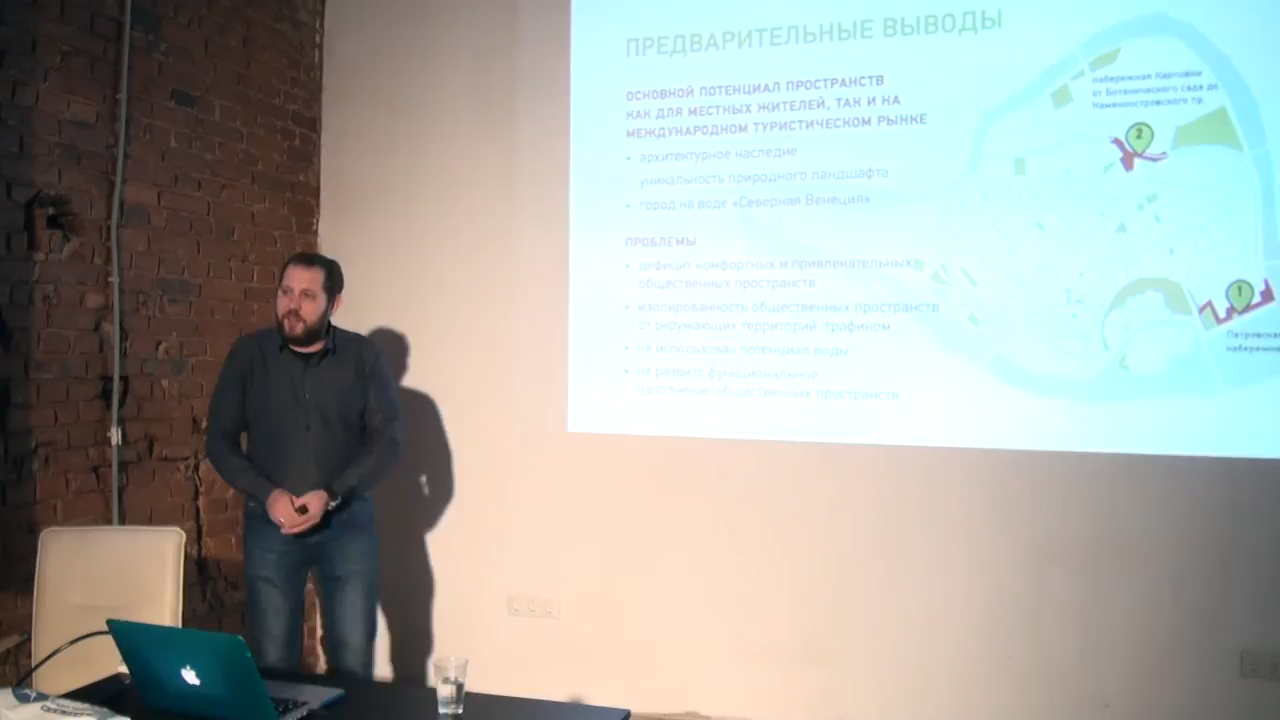 ПРЕДВАРИТЕЛЬНЫЕ ВЫВОДЫ
ОСНОВНОЙ ПОТЕНЦИАЛ ПРОСТРАНСТВ
КАК ДЛЯ МЕСТНЫХ ЖИТЕЛЕЙ, ТАК И НА
МЕЖДУНАРОДНОМ ТУРИСТИЧЕСКОМ РЫНКЕ
• архитектурное наследие
уникальность природного ландшафта
• город на воде «Северная Венеция»
ПРОБЛЕМЫ
• дефицит комфортных и привлекательных
общественных пространств
• изолированность общественных пространств
от окружающих территорий трафиком
• не использован потенциал воды
• не развито функциональное
наполнение общественных пространств
набережная Карповки
от Ботанического сада до
Каменноостровского пр.
2
1
Петровская
набережная